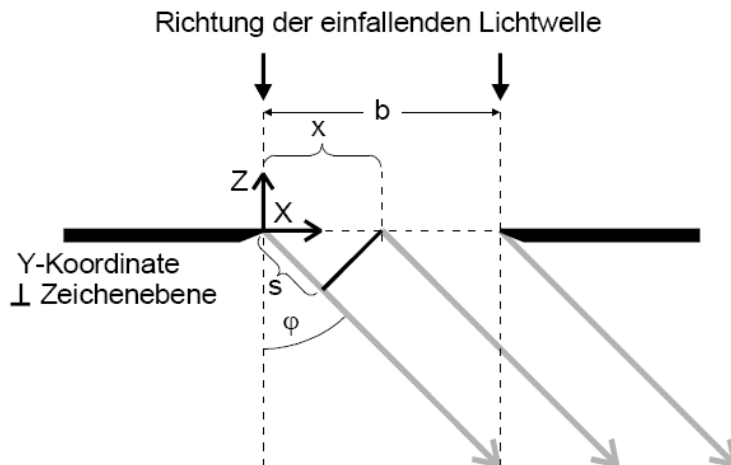 Richtung der einfallenden Lichtwelle
b
x
Z
X
Y-Koordinate
⊥ Zeichenebene
s
φ